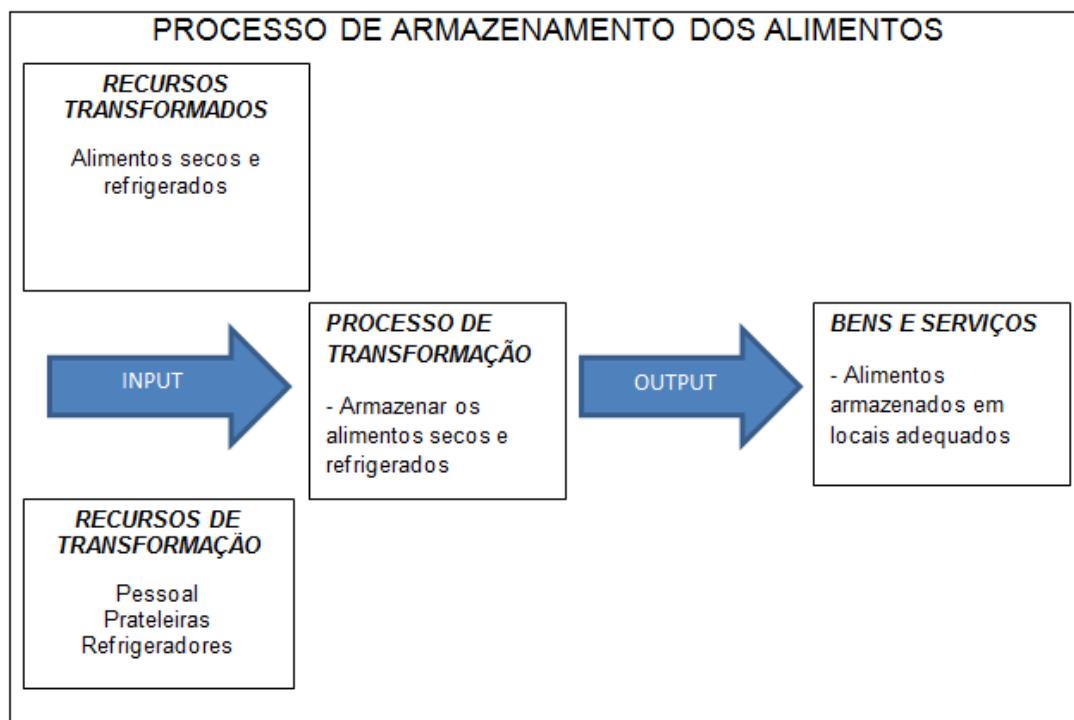 PROCESSO DE ARMAZENAMENTO DOS ALIMENTOS
RECURSOS
TRANSFORMADOS
Alimentos secos e
refrigerados
INPUT
PROCESSO DE
TRANSFORMAÇÃO
- Armazenar os
alimentos secos e
refrigerados
OUTPUT
BENS E SERVIÇOS
- Alimentos
armazenados em
locais adequados
RECURSOS DE
TRANSFORMAÇÃO
Pessoal
Prateleiras
Refrigeradores